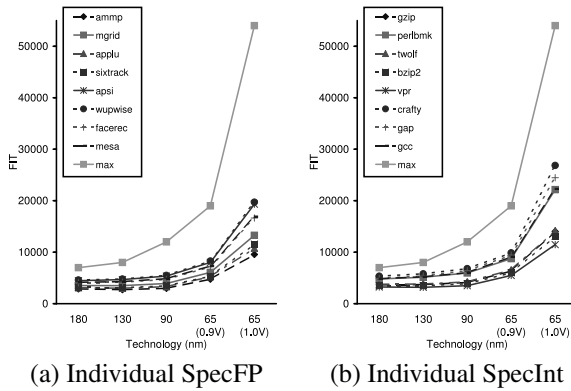 ammp
mgrid
applu
sixtrack
apsi
wupwise
facerec
mesa
max
50000
40000
30000
20000
10000
0
FIT
180 130 90 65 65
(0.9V) (1.0V)
Technology (nm)
(a) Individual SpecFP
gzip
perlbmk
twolf
bzip2
vpr
crafty
gap
gcc
max
50000
40000
30000
20000
10000
0
FIT
180 130 90 65 65
(0.9V) (1.0V)
Technology (nm)
(b) Individual SpecInt